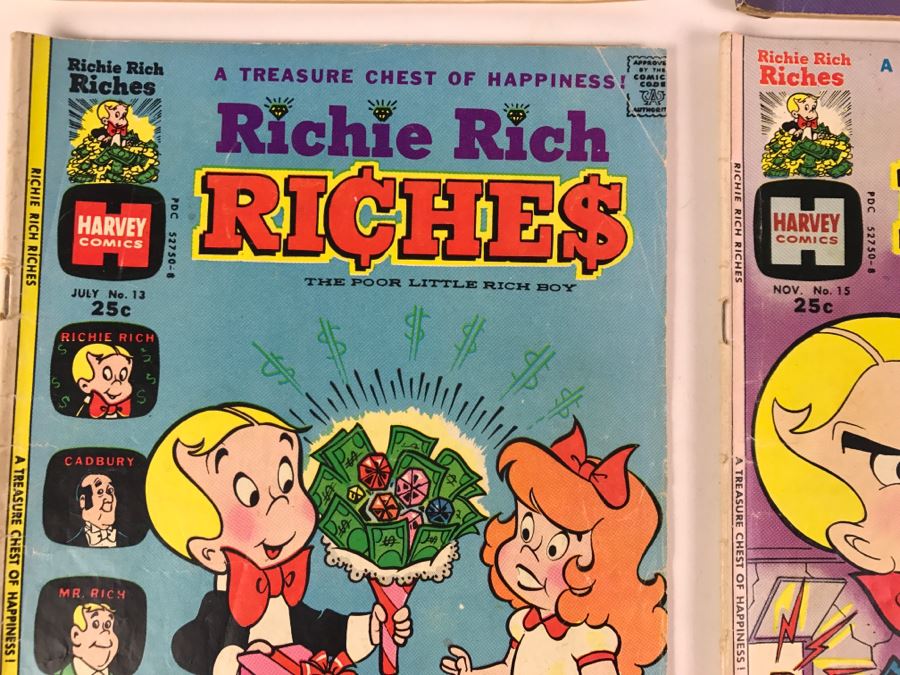 Richie Rich
Riches
A TREASURE CHEST OF HAPPINESS!
APPROVED
BY THE
COMICS
CODE
CA
AUTHORITY
Richie Rich
RI¢HE$
THE POOR LITTLE RICH BOY
HARVEY
COMICS
PDC 52750-8
JULY No. 13
25c
RICHIE RICH
CADBURY
MR. RICH
RICHIE RICH RICHES
A TREASURE CHEST OF HAPPINESS!
Richie Rich
Riches
A
HARVEY
COMICS
PDC 52750-8
NOV. No. 15
25c
RICHIE RICH RICHES
A TREASURE CHEST OF HAPPINESS!